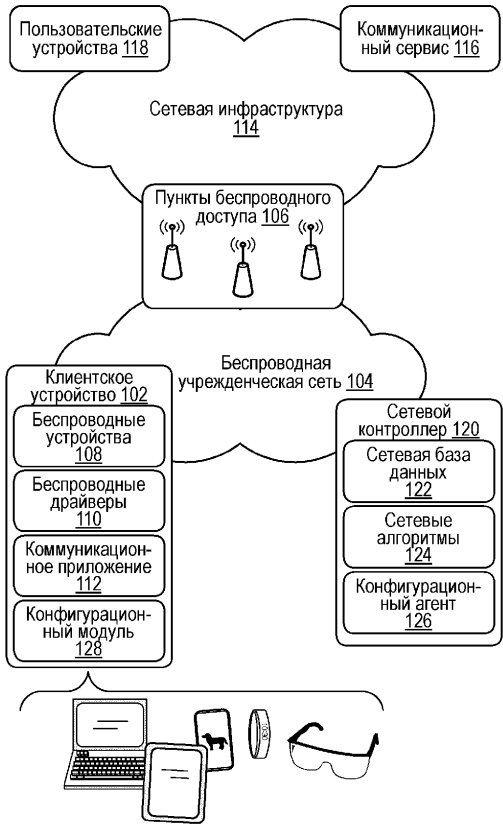 Пользовательские
устройства 118
Коммуникацион-
ный сервис 116
Сетевая инфраструктура
114
Пункты беспроводного
доступа 106
Беспроводная
учрежденческая сеть 104
Клиентское
устройство 102
Беспроводные
устройства
108
Беспроводные
драйверы
110
Коммуникацион-
ное приложение
112
Конфигурацион-
ный модуль
128
Сетевой
контроллер 120
Сетевая база
данных
122
Сетевые
алгоритмы
124
Конфигурацион-
ный агент
126